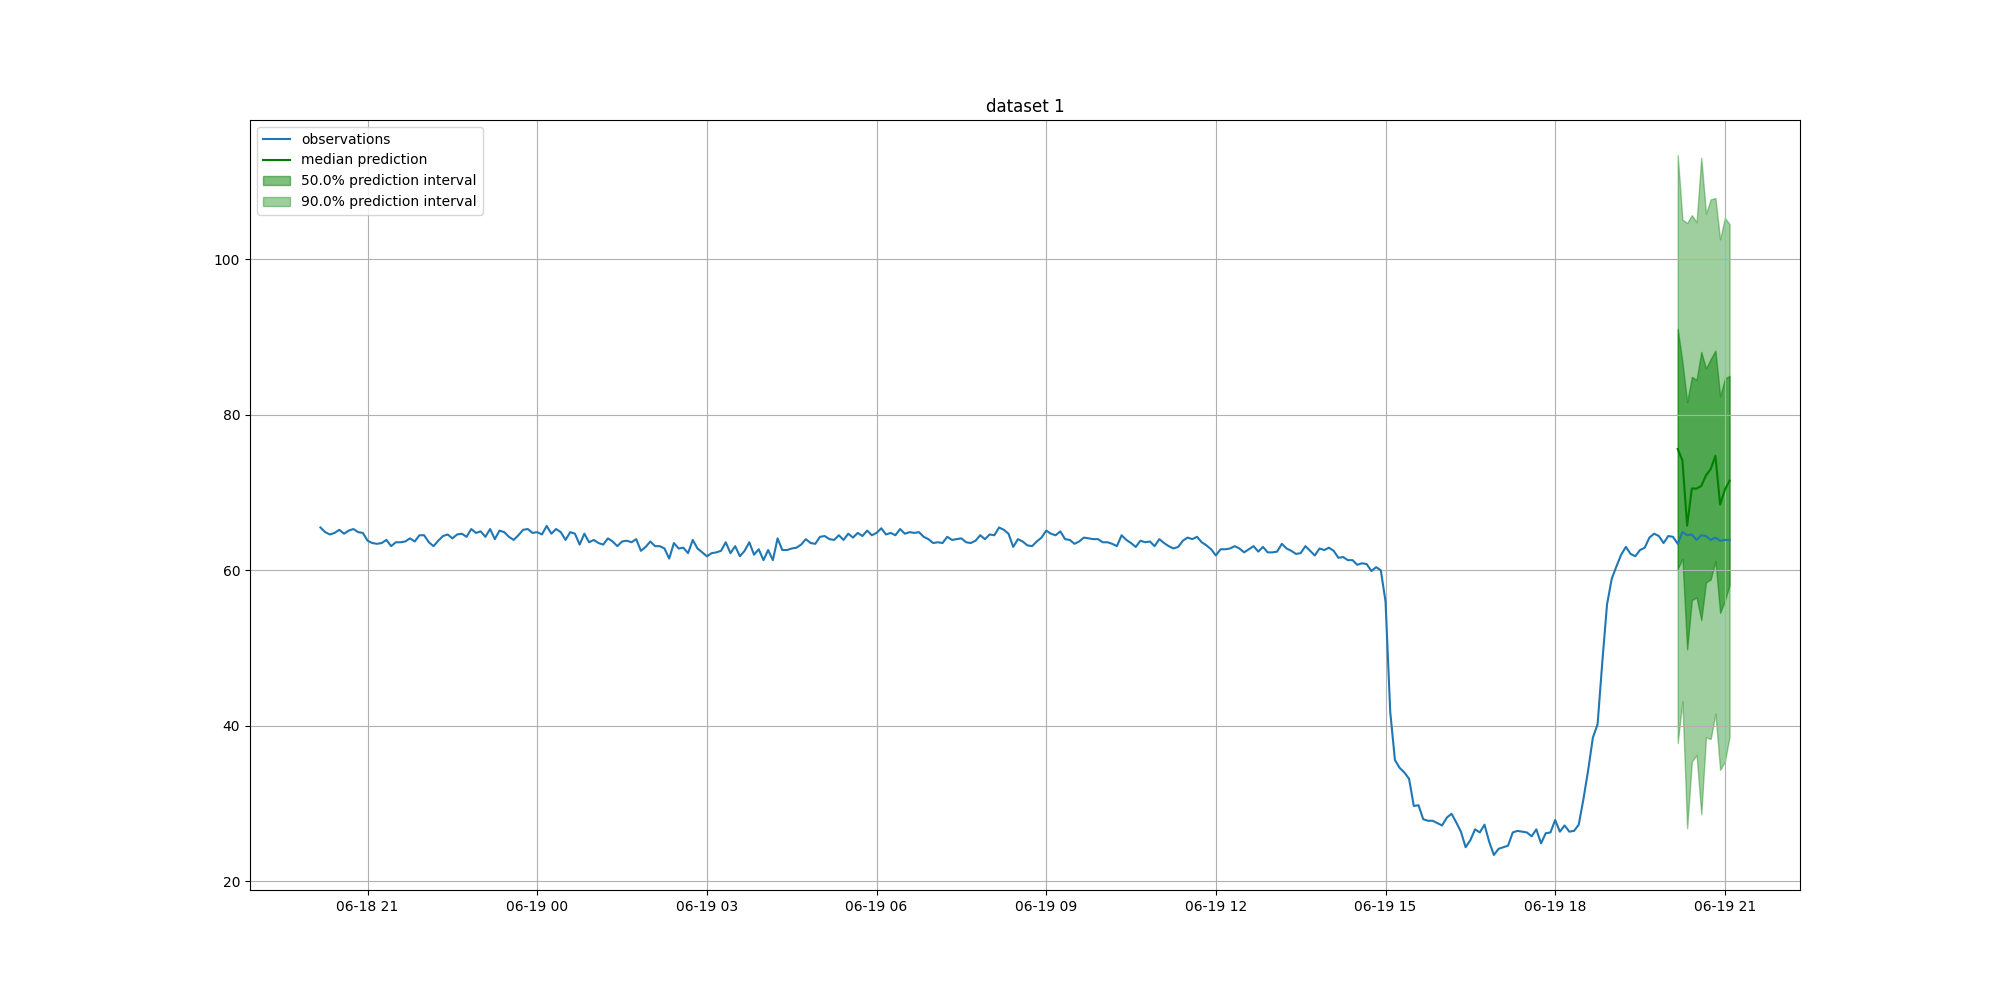 dataset 1
observations
median prediction
50.0% prediction interval
90.0% prediction interval
100
80
60
40
20
06-18 21
06-19 00
06-19 03
06-19 06
06-19 09
06-19 12
06-19 15
06-19 18
06-19 21